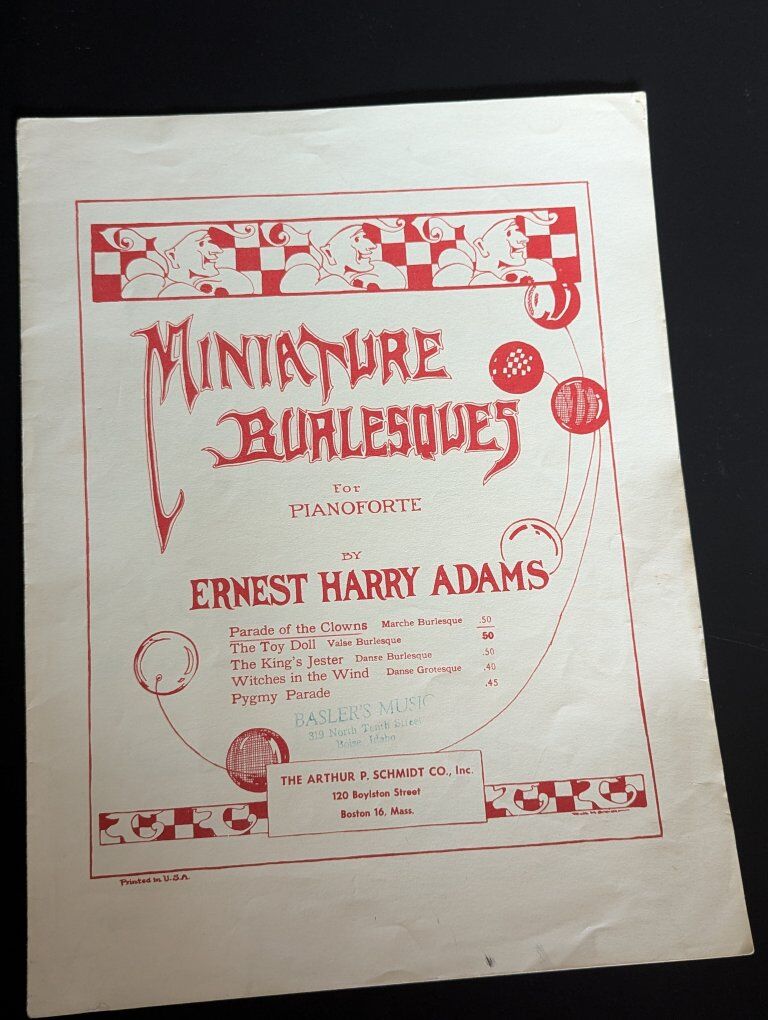 MINIATURE
BURLESQUES
For
PIANOFORTE
BY
ERNEST HARRY ADAMS
Parade of the Clowns Marche Burlesque .50
The Toy Doll Valse Burlesque 50
The King's Jester Danse Burlesque .50
Witches in the Wind Danse Grotesque .40
Pygmy Parade .45
BASLER'S MUSIC
319 North Tenth Street
Boise, Idaho
THE ARTHUR P. SCHMIDT CO., Inc.
120 Boylston Street
Boston 16, Mass.
Printed in U.S.A.